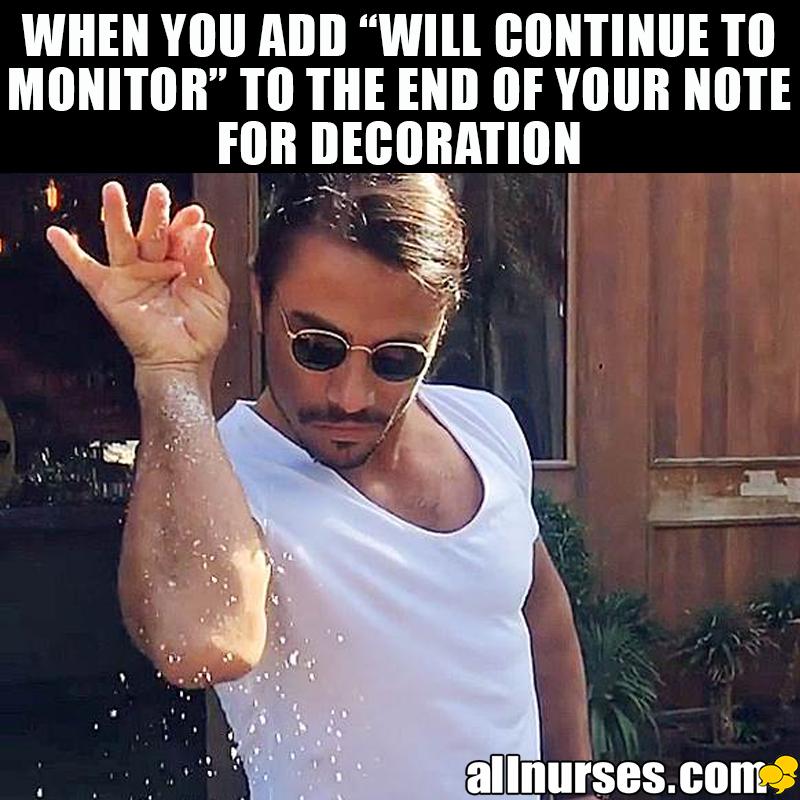 WHEN YOU ADD “WILL CONTINUE TO
MONITOR” TO THE END OF YOUR NOTE
FOR DECORATION
allnurses.com